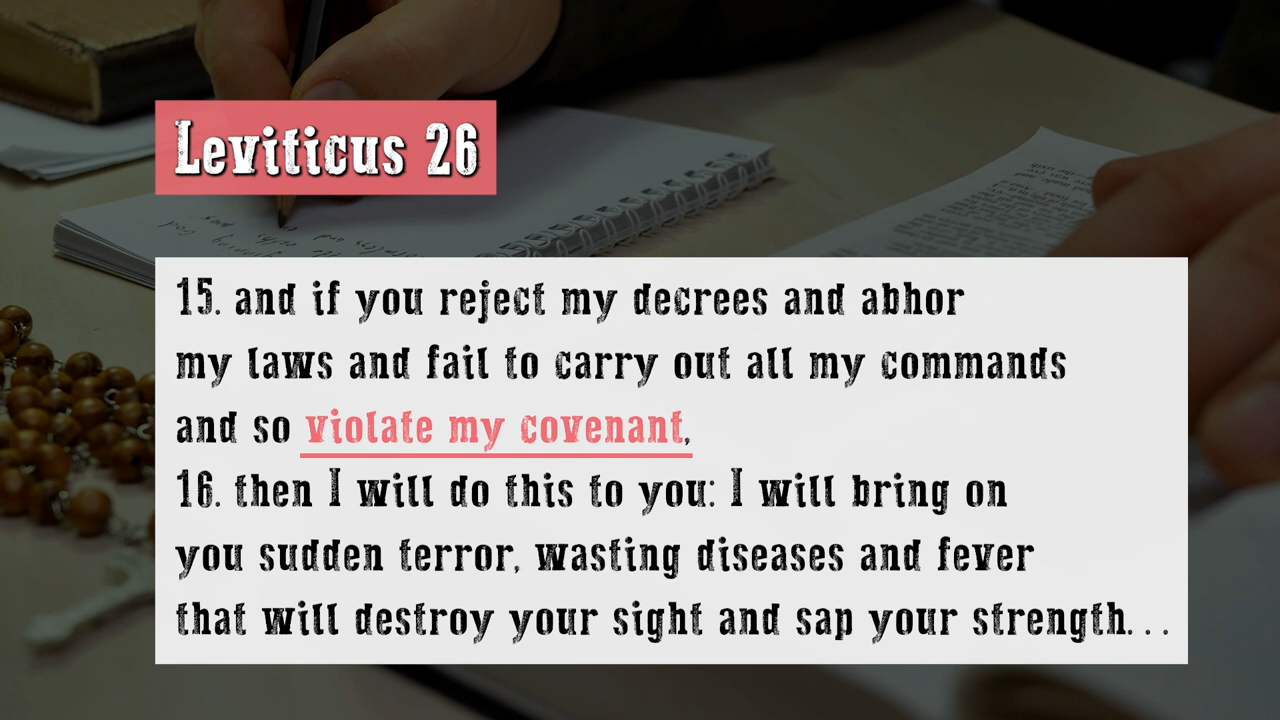 Leviticus 26
15. and if you reject my decrees and abhor
my laws and fail to carry out all my commands
and so violate my covenant,
16. then I will do this to you: I will bring on
you sudden terror, wasting diseases and fever
that will destroy your sight and sap your strength...